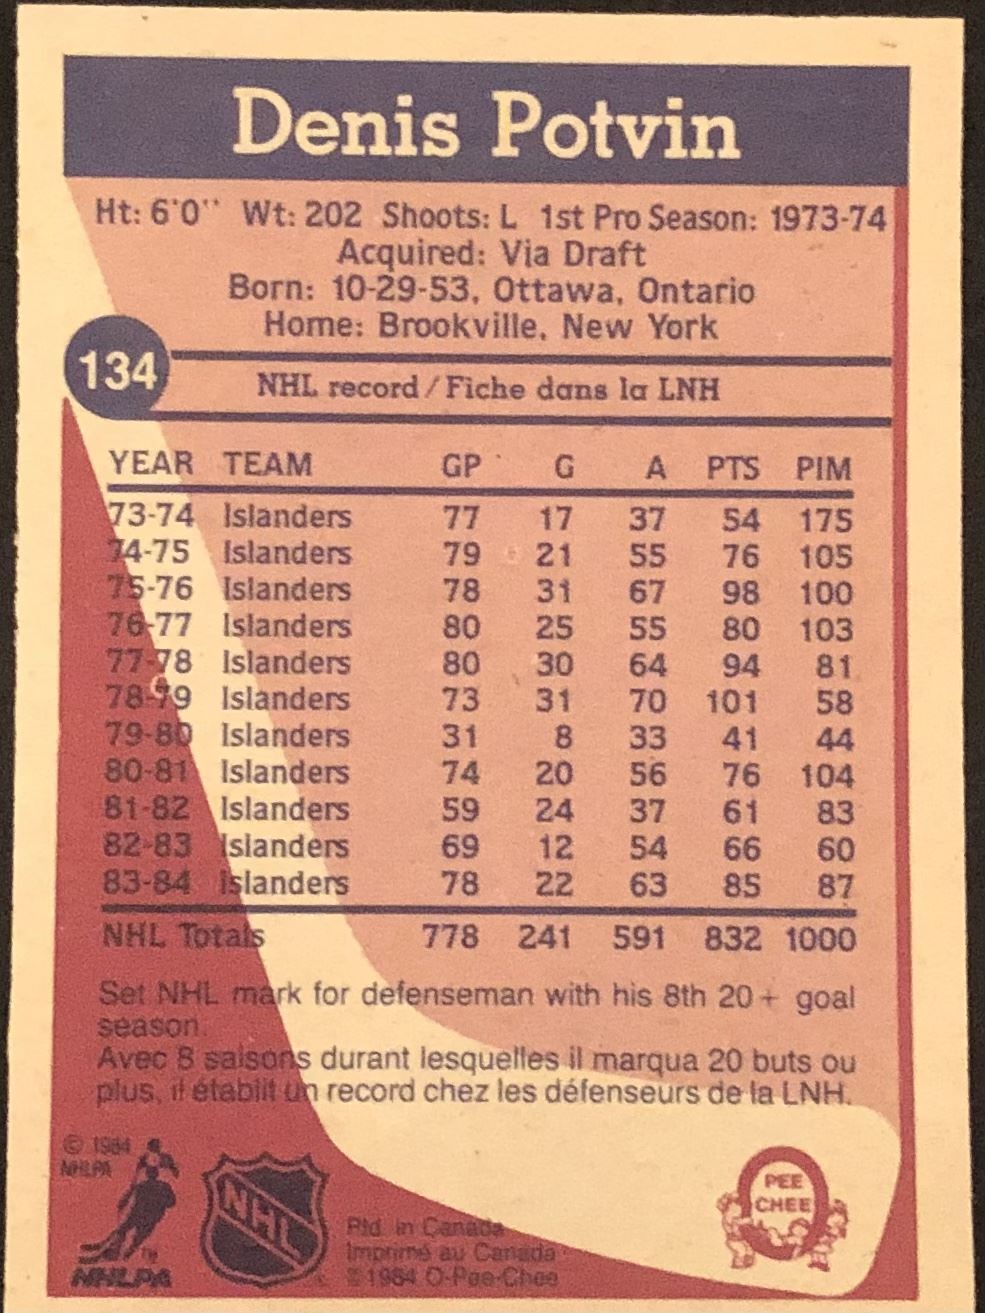 Denis Potvin
Ht: 6'0" Wt: 202 Shoots: L 1st Pro Season: 1973-74
Acquired: Via Draft
Born: 10-29-53, Ottawa, Ontario
Home: Brookville, New York
134
NHL record / Fiche dans la LNH
YEAR TEAM GP G A PTS PIM
73-74 Islanders 77 17 37 54 175
74-75 Islanders 79 21 55 76 105
75-76 Islanders 78 31 67 98 100
76-77 Islanders 80 25 55 80 103
77-78 Islanders 80 30 64 94 81
78-79 Islanders 73 31 70 101 58
79-80 Islanders 31 8 33 41 44
80-81 Islanders 74 20 56 76 104
81-82 Islanders 59 24 37 61 83
82-83 Islanders 69 12 54 66 60
83-84 Islanders 78 22 63 85 87
NHL Totals 778 241 591 832 1000
Set NHL mark for defenseman with his 8th 20+ goal
season.
Avec 8 saisons durant lesquelles il marqua 20 buts ou
plus, il établit un record chez les défenseurs de la LNH.
© 1984
NHLPA
NHLPA
NHL
Ptd. in Canada
Imprimé au Canada
© 1984 O-Pee-Chee
O
PEE
CHEE